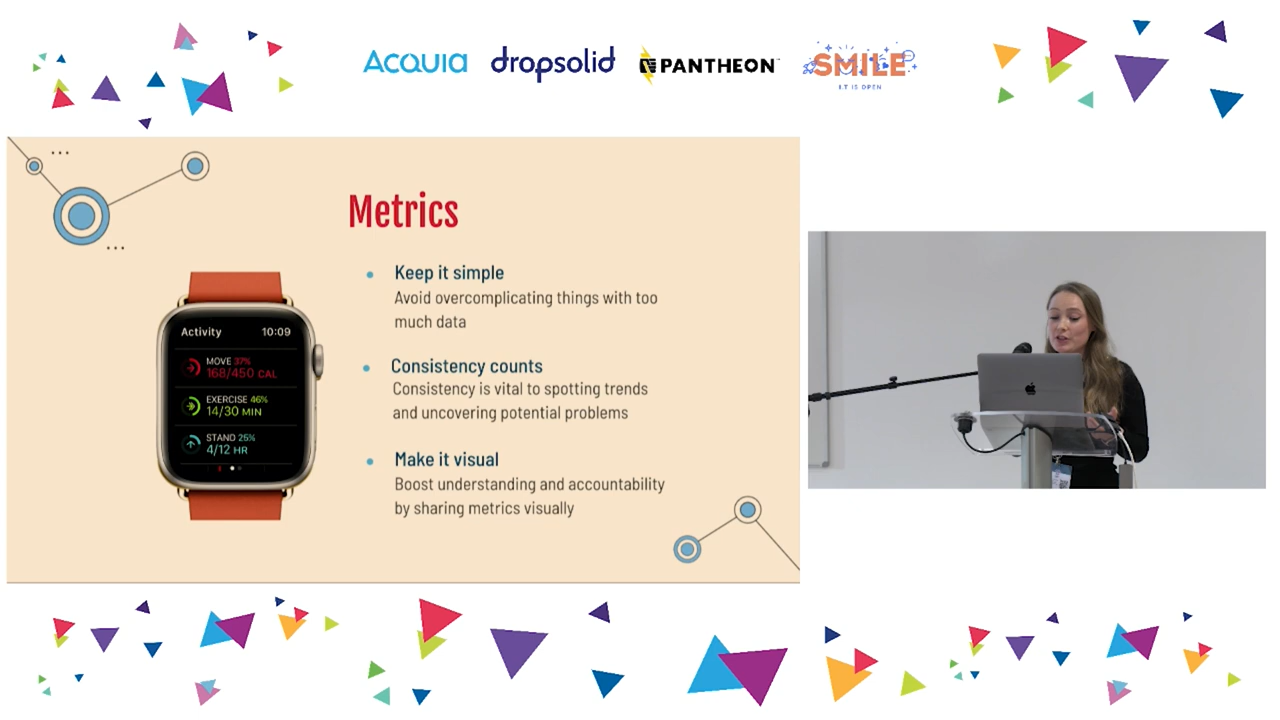 Acquia
dropsolid
PANTHEON
SMILE
I.T IS OPEN
Metrics
Keep it simple
Avoid overcomplicating things with too
much data
Consistency counts
Consistency is vital to spotting trends
and uncovering potential problems
Make it visual
Boost understanding and accountability
by sharing metrics visually
Activity 10:09
MOVE 37%
168/450 CAL
EXERCISE 46%
14/30 MIN
STAND 25%
4/12 HR